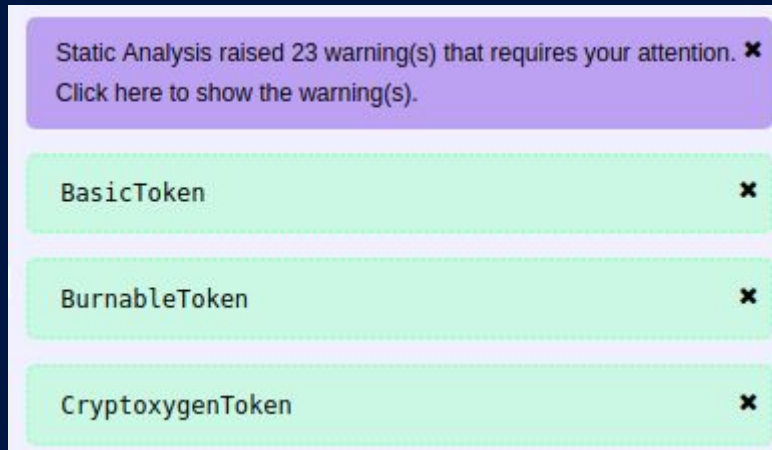 Static Analysis raised 23 warning(s) that requires your attention.
Click here to show the warning(s).
BasicToken
BurnableToken
CryptoxygenToken